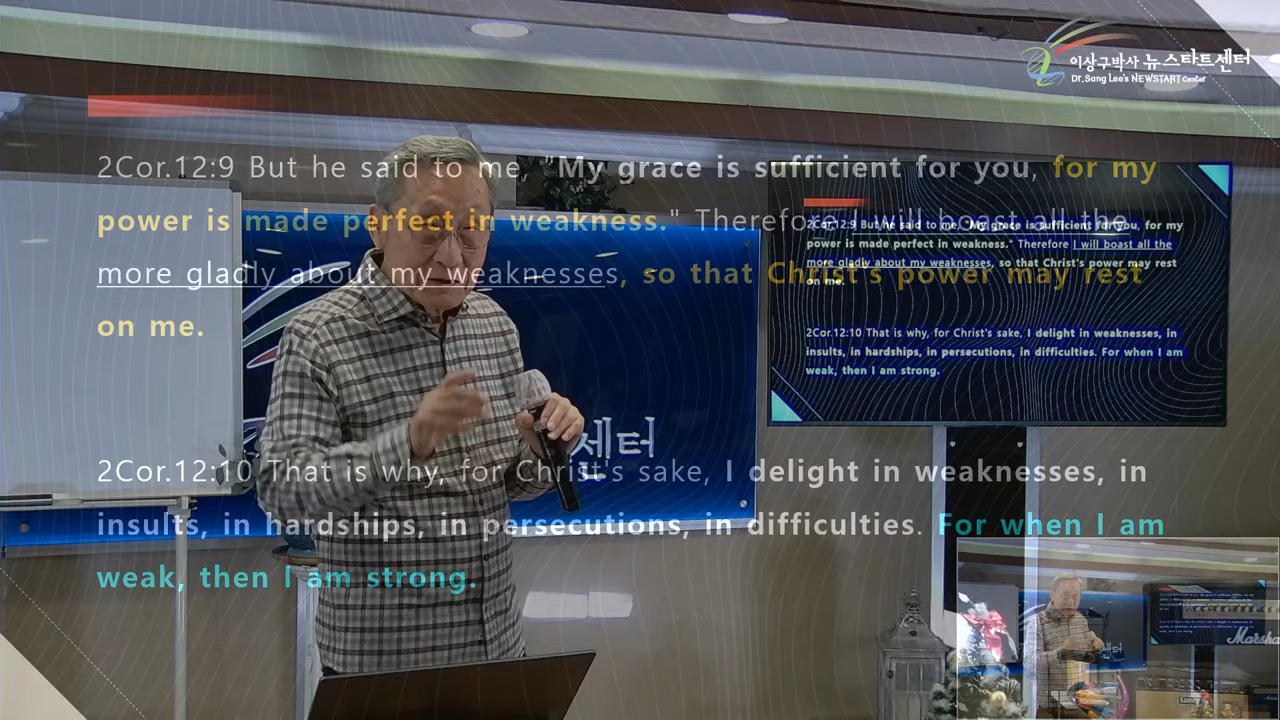 이상구박사 뉴스타트센터
Dr.Sang Lee's NEWSTART Center
2Cor.12:9 But he said to me, "My grace is sufficient for you, for my
power is made perfect in weakness." Therefore I will boast all the
more gladly about my weaknesses, so that Christ's power may rest
on me.
2Cor.12:10 That is why, for Christ's sake, I delight in weaknesses, in
insults, in hardships, in persecutions, in difficulties. For when I am
weak, then I am strong.
2Cor.12:9 But he said to me, "My grace is sufficient for you, for my
power is made perfect in weakness." Therefore I will boast all the
more gladly about my weaknesses, so that Christ's power may rest
on me.
2Cor.12:10 That is why, for Christ's sake, I delight in weaknesses, in
insults, in hardships, in persecutions, in difficulties. For when I am
weak, then I am strong.
센터